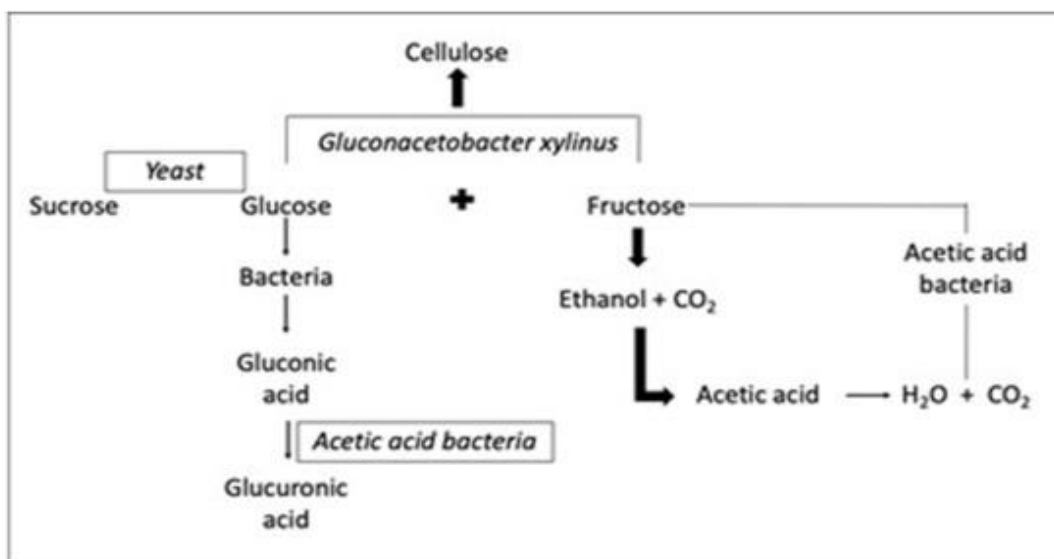 Cellulose
Gluconacetobacter xylinus
Yeast
Sucrose
Glucose
+
Fructose
Bacteria
Acetic acid
bacteria
Ethanol + CO₂
Gluconic
acid
Acetic acid
H₂O + CO₂
Acetic acid bacteria
Glucuronic
acid